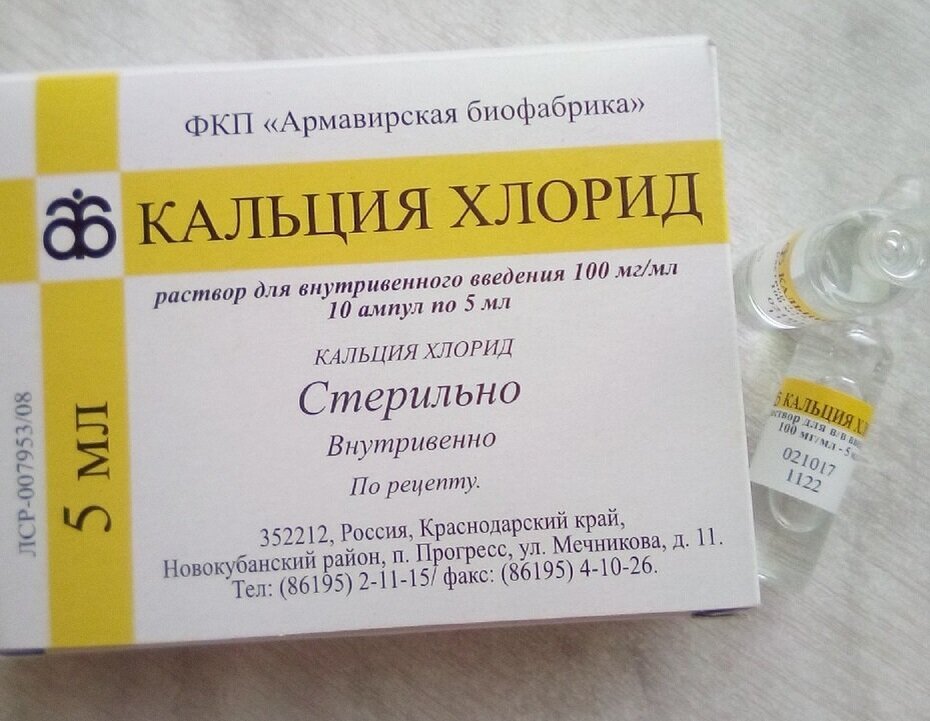 ФКП «Армавирская биофабрика»
КАЛЬЦИЯ ХЛОРИД
раствор для внутривенного введения 100 мг/мл
10 ампул по 5 мл
КАЛЬЦИЯ ХЛОРИД
Стерильно
Внутривенно
По рецепту.
352212, Россия, Краснодарский край,
Новокубанский район, п. Прогресс, ул. Мечникова, д. 11.
Тел: (86195) 2-11-15/ факс: (86195) 4-10-26.
5 мл
ЛСР-007953/08
КАЛЬЦИЯ
для в/в
100 мг/мл - 5
021017
1122